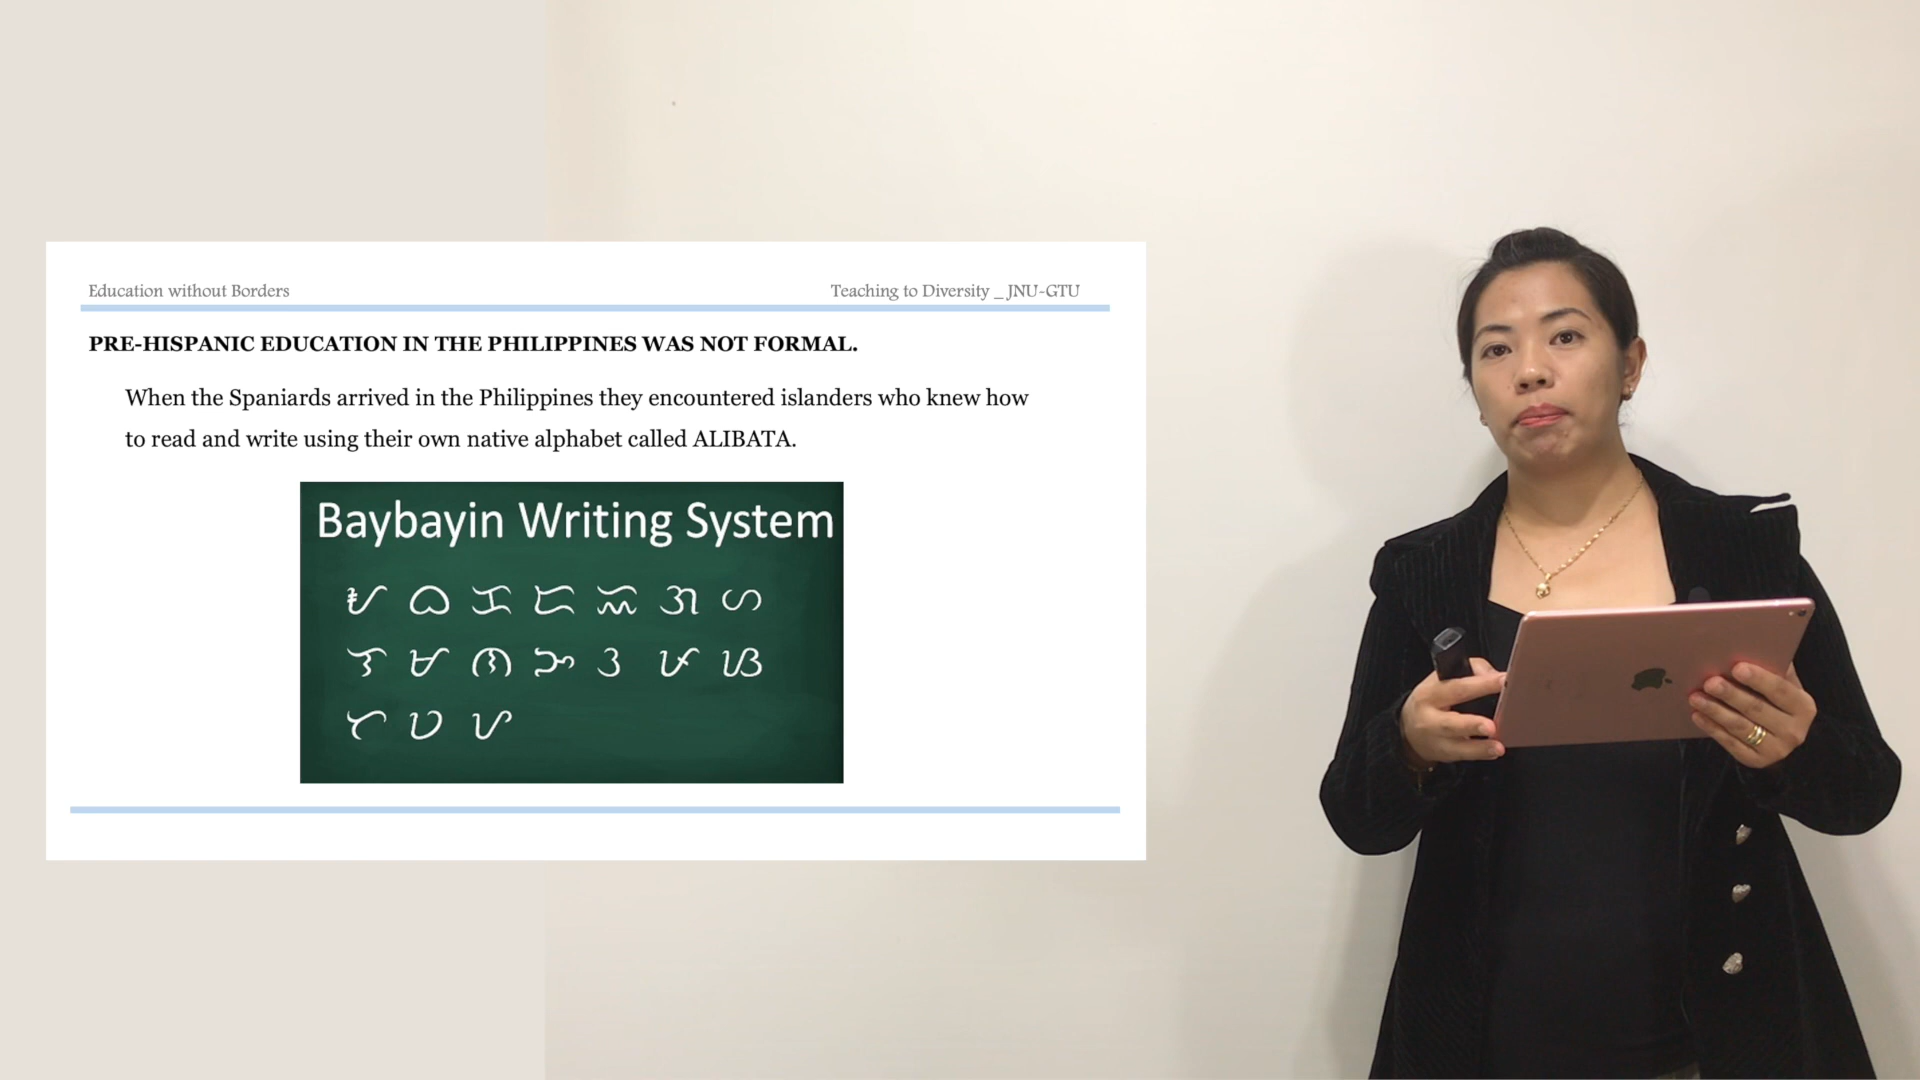 Education without Borders
Teaching to Diversity _ JNU-GTU
PRE-HISPANIC EDUCATION IN THE PHILIPPINES WAS NOT FORMAL.
When the Spaniards arrived in the Philippines they encountered islanders who knew how
to read and write using their own native alphabet called ALIBATA.
Baybayin Writing System
ᜀ ᜊ ᜃ ᜇ ᜁ ᜄ ᜑ
ᜎ ᜋ ᜈ ᜅ ᜂ ᜉ ᜐ
ᜆ ᜏ ᜌ